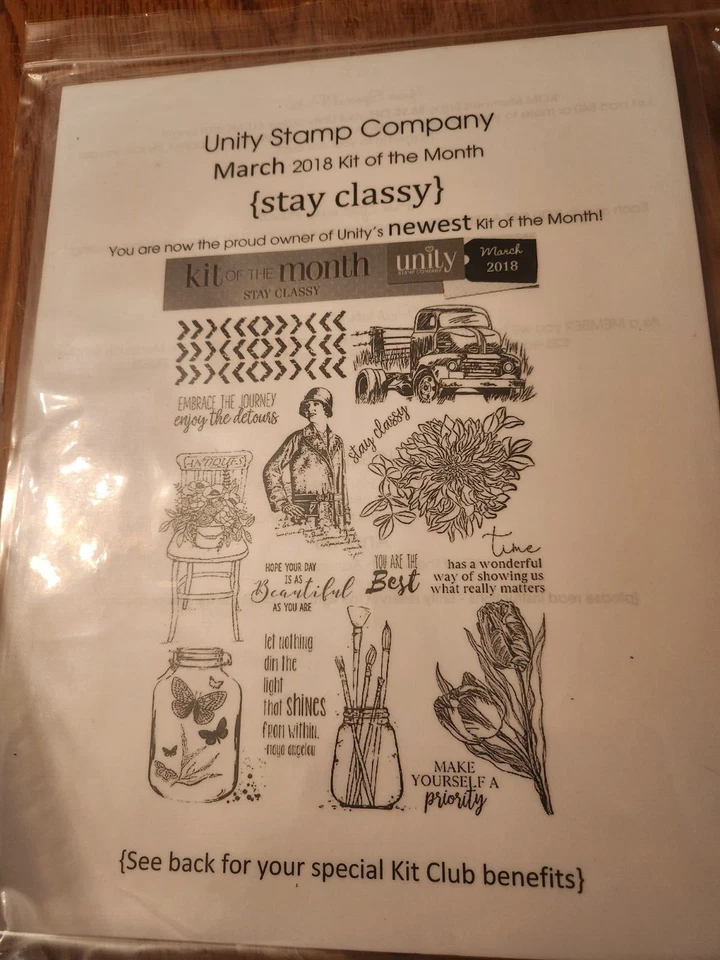 Unity Stamp Company
March 2018 Kit of the Month
{stay classy}
You are now the proud owner of Unity's newest Kit of the Month!
kit OF THE month
STAY CLASSY
unity
STAMP COMPANY
March
2018
EMBRACE THE JOURNEY
enjoy the detours
stay classy
ANTIQUES
HOPE YOUR DAY
IS AS
Beautiful
AS YOU ARE
YOU ARE THE
Best
time
has a wonderful
way of showing us
what really matters
let nothing
dim the
light
that shines
from within.
-maya angelou
MAKE
YOURSELF A
priority
{See back for your special Kit Club benefits}